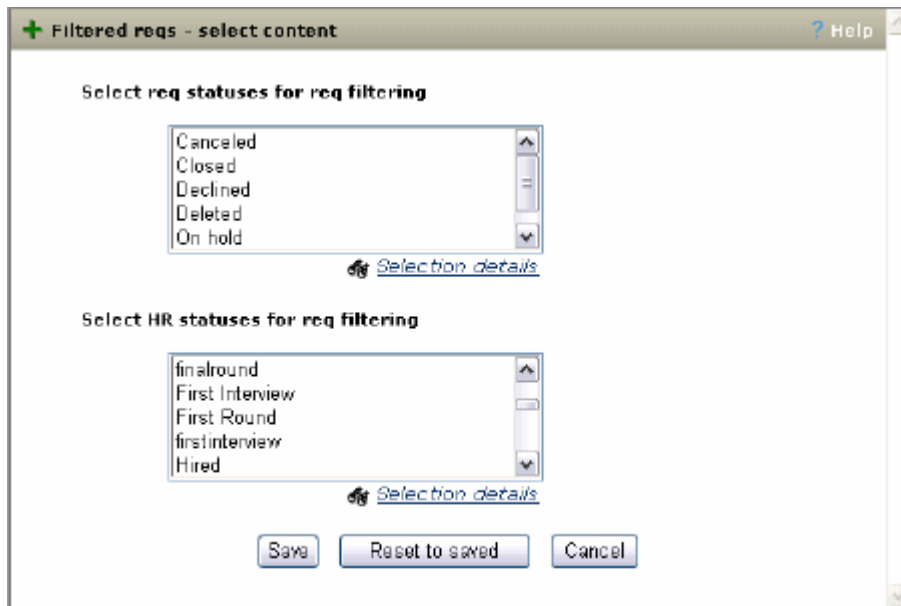 Filtered reqs - select content
? Help
Select req statuses for req filtering
Canceled
Closed
Declined
Deleted
On hold
Selection details
Select HR statuses for req filtering
finalround
First Interview
First Round
firstinterview
Hired
Selection details
Save
Reset to saved
Cancel